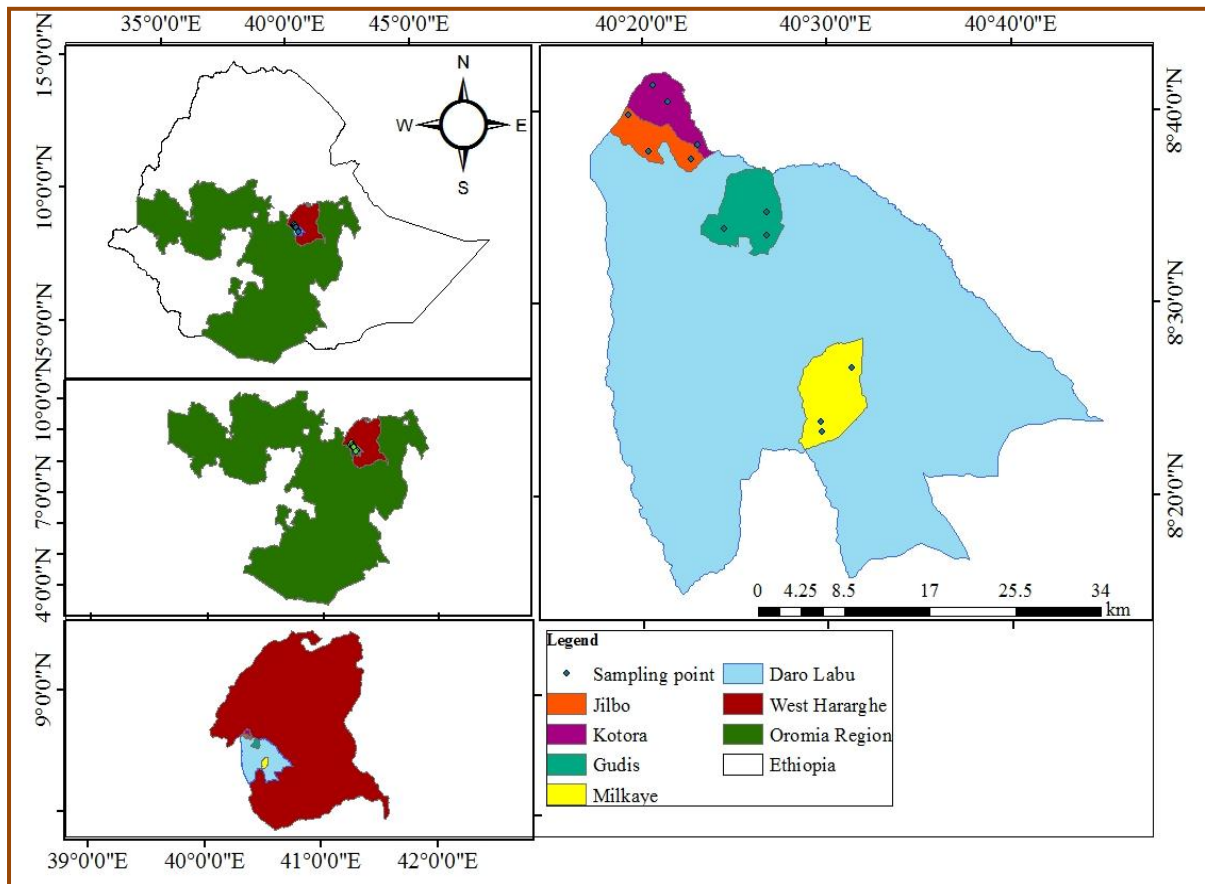 35°0'0"E 40°0'0"E 45°0'0"E
40°20'0"E 40°30'0"E 40°40'0"E
15°0'0"N
10°0'0"N
5°0'0"N
N
W
E
S
10°0'0"N
7°0'0"N
4°0'0"N
9°0'0"N
39°0'0"E 40°0'0"E 41°0'0"E 42°0'0"E
8°40'0"N
8°30'0"N
8°20'0"N
0 4.25 8.5 17 25.5 34
km
Legend
Sampling point
Jilbo
Kotora
Gudis
Milkaye
Daro Labu
West Hararghe
Oromia Region
Ethiopia